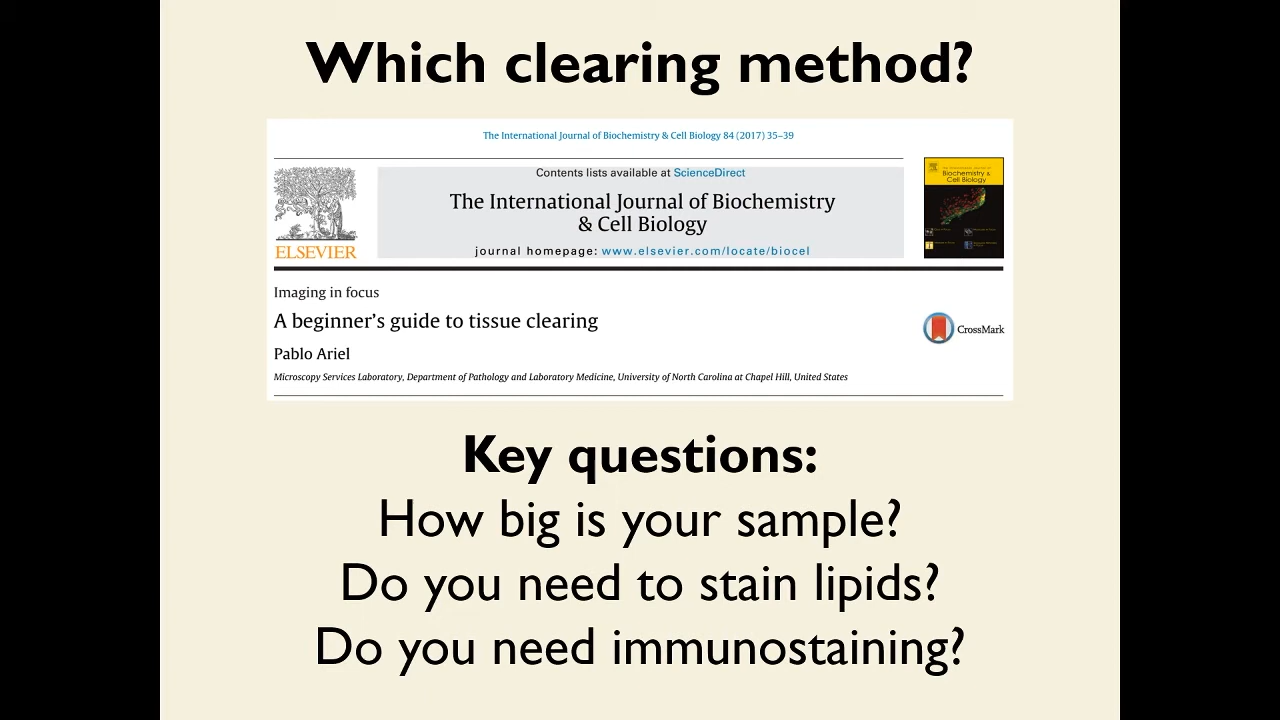 Which clearing method?
The International Journal of Biochemistry & Cell Biology 84 (2017) 35–39
Contents lists available at ScienceDirect
The International Journal of Biochemistry
& Cell Biology
journal homepage: www.elsevier.com/locate/biocel
ELSEVIER
Biochemistry &
Cell Biology
Imaging in focus
A beginner's guide to tissue clearing
CrossMark
Pablo Ariel
Microscopy Services Laboratory, Department of Pathology and Laboratory Medicine, University of North Carolina at Chapel Hill, United States
Key questions:
How big is your sample?
Do you need to stain lipids?
Do you need immunostaining?